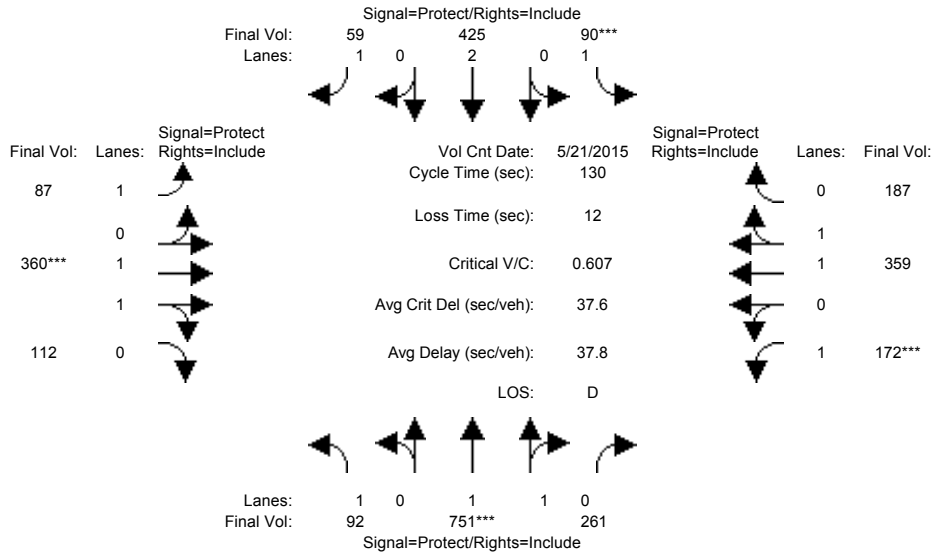 Signal=Protect/Rights=Include
Final Vol: 59 425 90***
Lanes: 1 0 2 0 1
Signal=Protect Signal=Protect
Final Vol: Lanes: Rights=Include Vol Cnt Date: 5/21/2015 Rights=Include Lanes: Final Vol:
Cycle Time (sec): 130
87 1 0 187
Loss Time (sec): 12
0 1
360*** 1 Critical V/C: 0.607 1 359
1 Avg Crit Del (sec/veh): 37.6 0
112 0 Avg Delay (sec/veh): 37.8 1 172***
LOS: D
Lanes: 1 0 1 1 0
Final Vol: 92 751*** 261
Signal=Protect/Rights=Include